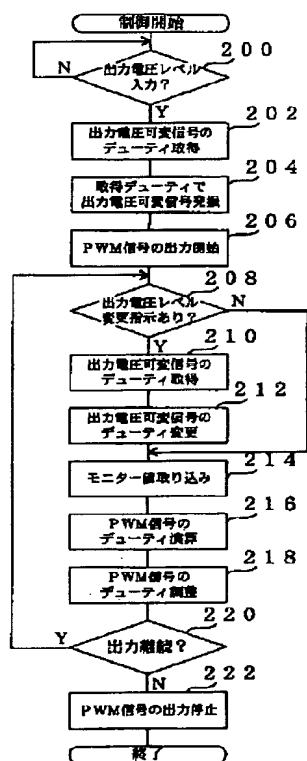 制御開始
200
N
出力電圧レベル
入力？
Y
202
出力電圧可変信号の
デューティ取得
204
取得デューティで
出力電圧可変信号変換
206
PWM信号の出力開始
208
出力電圧レベル
変更指示あり？
N
Y
210
出力電圧可変信号の
デューティ取得
212
出力電圧可変信号の
デューティ変更
214
モニター値取り込み
216
PWM信号の
デューティ演算
218
PWM信号の
デューティ調整
220
Y
出力継続？
N
222
PWM信号の出力停止
終了